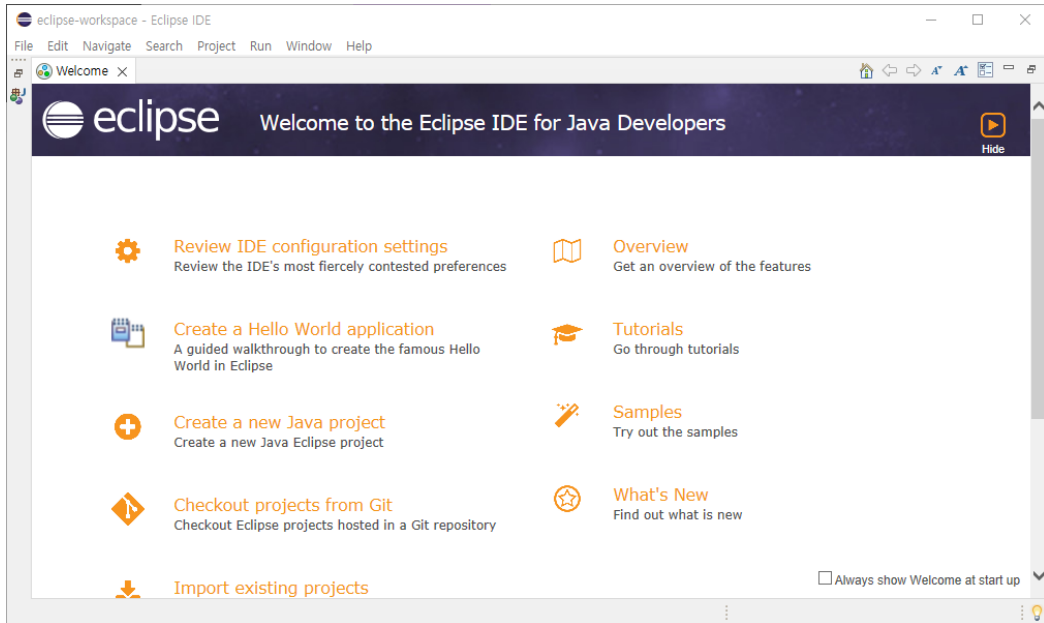 eclipse-workspace - Eclipse IDE
File Edit Navigate Search Project Run Window Help
Welcome
eclipse Welcome to the Eclipse IDE for Java Developers
Hide
Review IDE configuration settings
Review the IDE's most fiercely contested preferences
Overview
Get an overview of the features
Create a Hello World application
A guided walkthrough to create the famous Hello
World in Eclipse
Tutorials
Go through tutorials
Create a new Java project
Create a new Java Eclipse project
Samples
Try out the samples
Checkout projects from Git
Checkout Eclipse projects hosted in a Git repository
What's New
Find out what is new
Import existing projects
Always show Welcome at start up